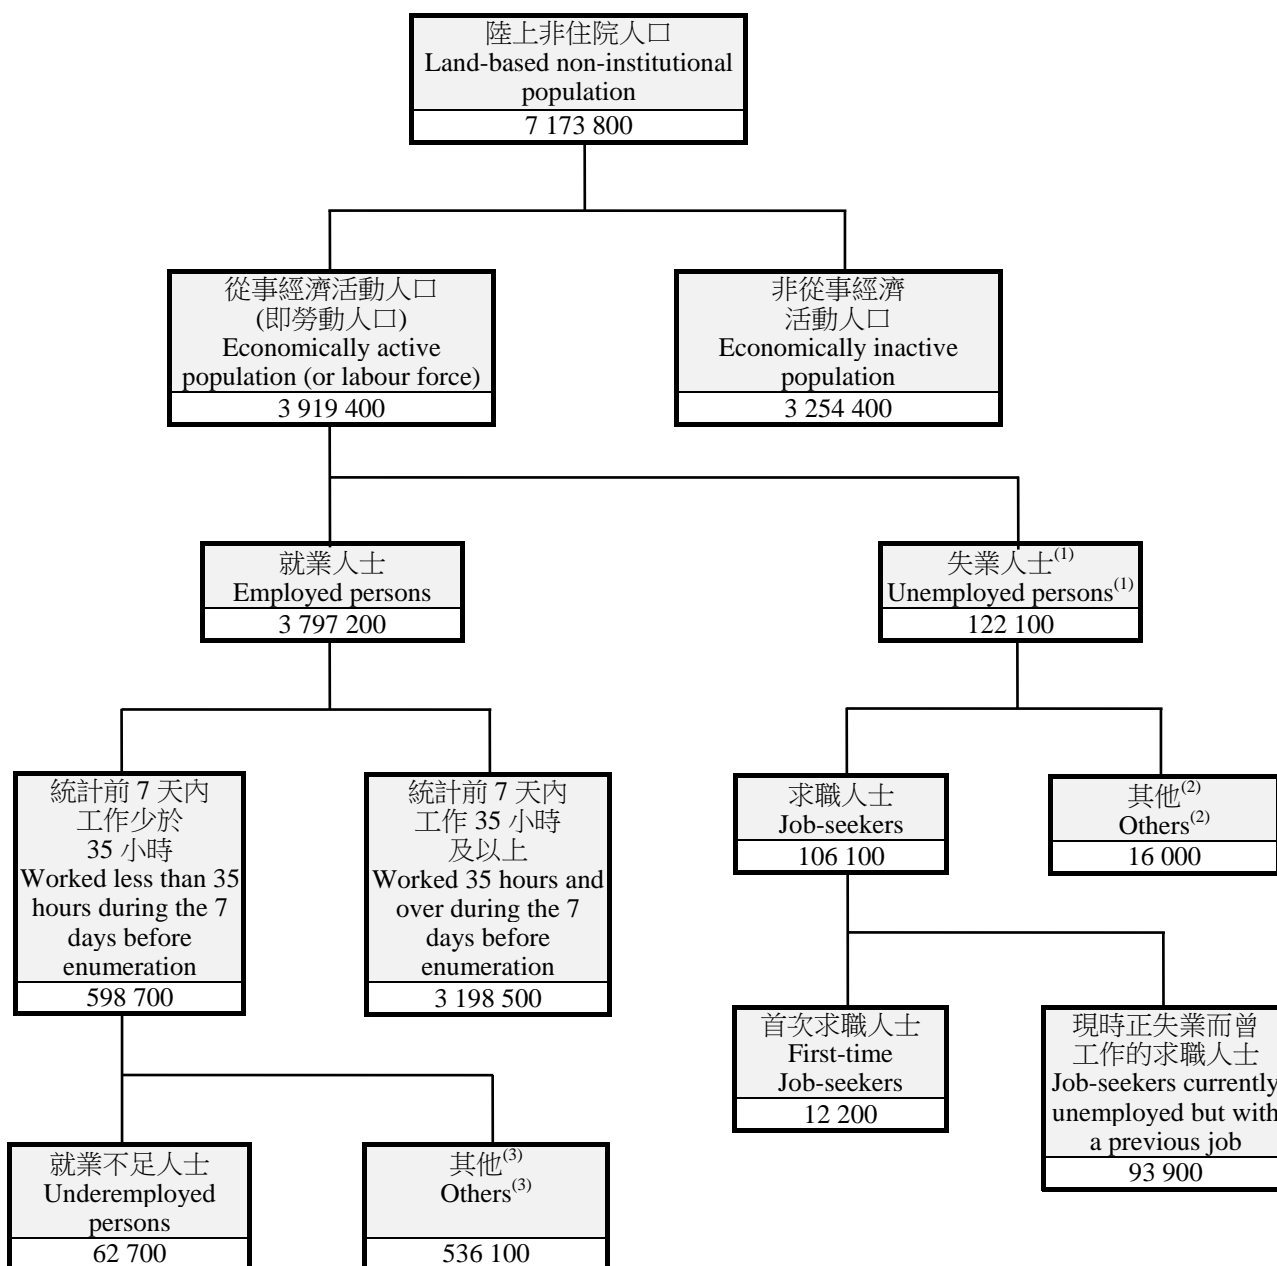 陸上非住院人口
Land-based non-institutional
population
7 173 800
從事經濟活動人口
(即勞動人口)
Economically active
population (or labour force)
3 919 400
非從事經濟
活動人口
Economically inactive
population
3 254 400
就業人士
Employed persons
3 797 200
失業人士(1)
Unemployed persons(1)
122 100
統計前 7 天內
工作少於
35 小時
Worked less than 35
hours during the 7
days before
enumeration
598 700
統計前 7 天內
工作 35 小時
及以上
Worked 35 hours and
over during the 7
days before
enumeration
3 198 500
求職人士
Job-seekers
106 100
其他(2)
Others(2)
16 000
首次求職人士
First-time
Job-seekers
12 200
現時正失業而曾
工作的求職人士
Job-seekers currently
unemployed but with
a previous job
93 900
就業不足人士
Underemployed
persons
62 700
其他(3)
Others(3)
536 100